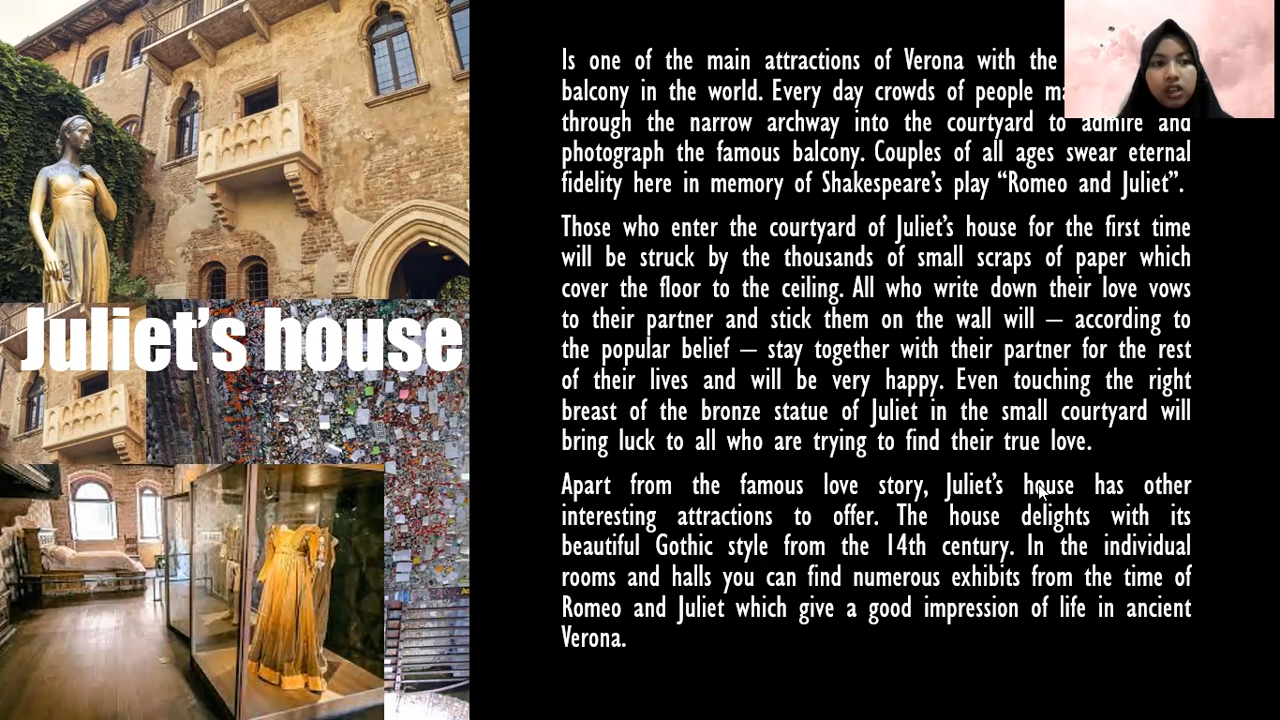 Juliet's house
Is one of the main attractions of Verona with the
balcony in the world. Every day crowds of people
through the narrow archway into the courtyard to admire and
photograph the famous balcony. Couples of all ages swear eternal
fidelity here in memory of Shakespeare's play “Romeo and Juliet”.
Those who enter the courtyard of Juliet's house for the first time
will be struck by the thousands of small scraps of paper which
cover the floor to the ceiling. All who write down their love vows
to their partner and stick them on the wall will – according to
the popular belief – stay together with their partner for the rest
of their lives and will be very happy. Even touching the right
breast of the bronze statue of Juliet in the small courtyard will
bring luck to all who are trying to find their true love.
Apart from the famous love story, Juliet's house has other
interesting attractions to offer. The house delights with its
beautiful Gothic style from the 14th century. In the individual
rooms and halls you can find numerous exhibits from the time of
Romeo and Juliet which give a good impression of life in ancient
Verona.